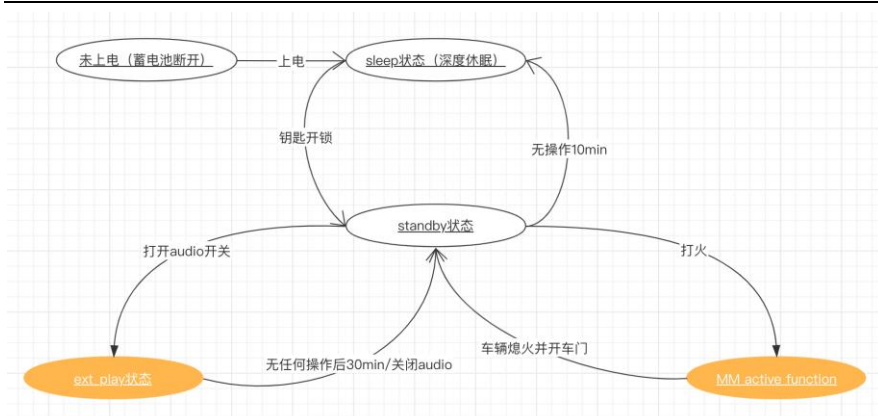 未上电（蓄电池断开）
上电
sleep状态（深度休眠）
钥匙开锁
无操作10min
standby状态
打开audio开关
打火
无任何操作后30min/关闭audio
车辆熄火并开车门
ext_play状态
MM active function